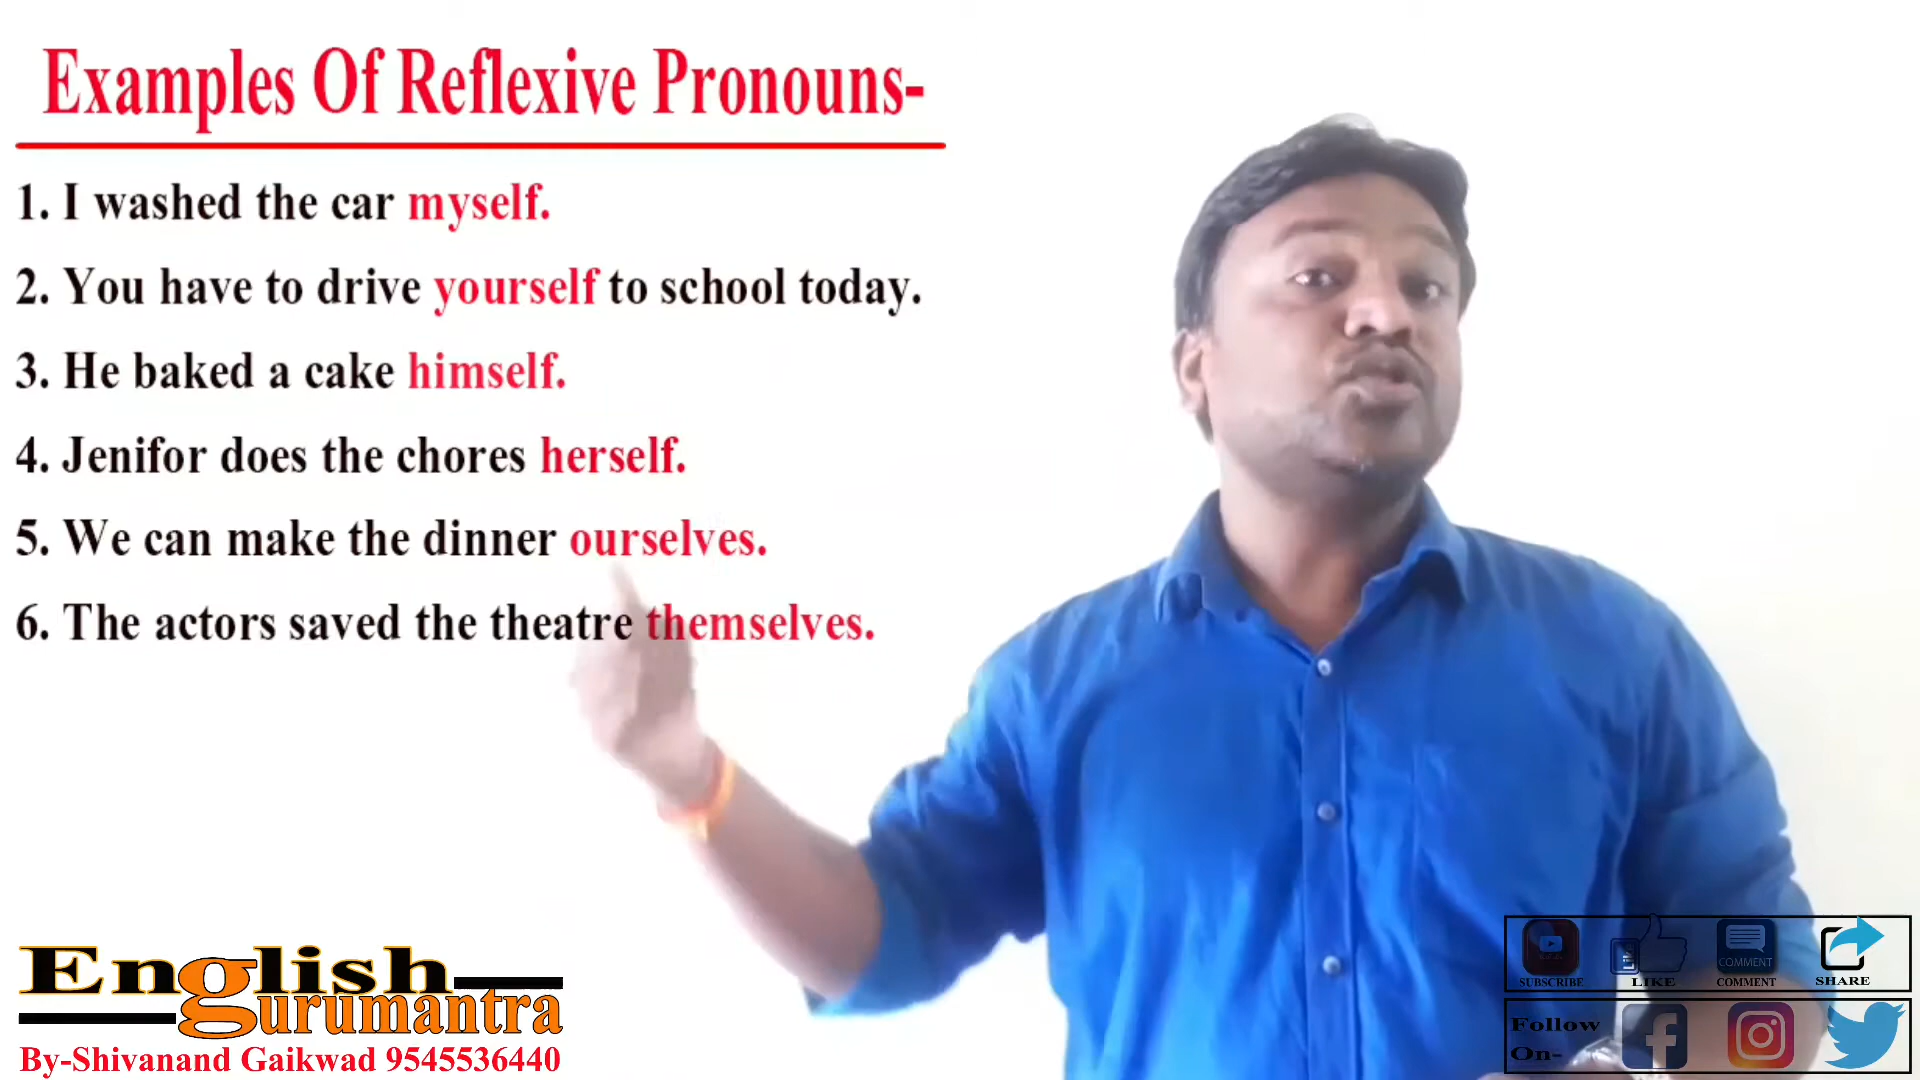 Examples Of Reflexive Pronouns-
1. I washed the car myself.
2. You have to drive yourself to school today.
3. He baked a cake himself.
4. Jenifor does the chores herself.
5. We can make the dinner ourselves.
6. The actors saved the theatre themselves.
English
Gurumantra
By-Shivanand Gaikwad 9545536440
COMMENT
SUBSCRIBE LIKE COMMENT SHARE
Follow
On-